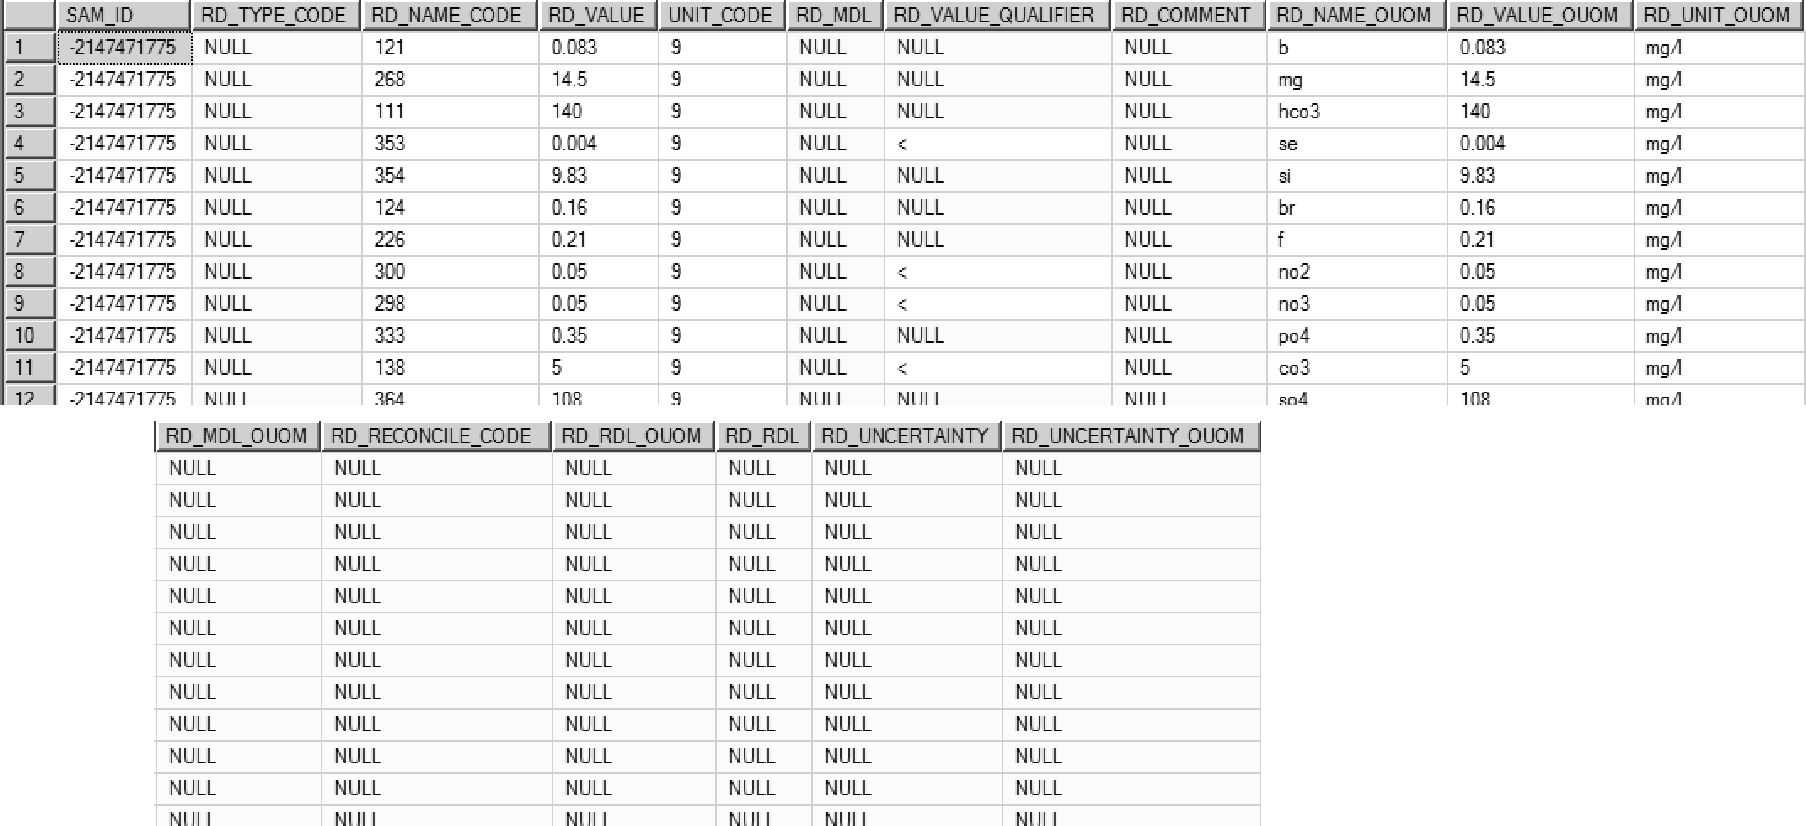 SAM_ID RD_TYPE_CODE RD_NAME_CODE RD_VALUE UNIT_CODE RD_MDL RD_VALUE_QUALIFIER RD_COMMENT RD_NAME_OUOM RD_VALUE_OUOM RD_UNIT_OUOM
1 -2147471775 NULL 121 0.083 9 NULL NULL NULL b 0.083 mg/l
2 -2147471775 NULL 268 14.5 9 NULL NULL NULL mg 14.5 mg/l
3 -2147471775 NULL 111 140 9 NULL NULL NULL hco3 140 mg/l
4 -2147471775 NULL 353 0.004 9 NULL < NULL se 0.004 mg/l
5 -2147471775 NULL 354 9.83 9 NULL NULL NULL si 9.83 mg/l
6 -2147471775 NULL 124 0.16 9 NULL NULL NULL br 0.16 mg/l
7 -2147471775 NULL 226 0.21 9 NULL NULL NULL f 0.21 mg/l
8 -2147471775 NULL 300 0.05 9 NULL < NULL no2 0.05 mg/l
9 -2147471775 NULL 298 0.05 9 NULL < NULL no3 0.05 mg/l
10 -2147471775 NULL 333 0.35 9 NULL NULL NULL po4 0.35 mg/l
11 -2147471775 NULL 138 5 9 NULL < NULL co3 5 mg/l
12 -2147471775 NULL 364 108 9 NULL NULL NULL so4 108 mg/l
RD_MDL_OUOM RD_RECONCILE_CODE RD_RDL_OUOM RD_RDL RD_UNCERTAINTY RD_UNCERTAINTY_OUOM
NULL NULL NULL NULL NULL NULL
NULL NULL NULL NULL NULL NULL
NULL NULL NULL NULL NULL NULL
NULL NULL NULL NULL NULL NULL
NULL NULL NULL NULL NULL NULL
NULL NULL NULL NULL NULL NULL
NULL NULL NULL NULL NULL NULL
NULL NULL NULL NULL NULL NULL
NULL NULL NULL NULL NULL NULL
NULL NULL NULL NULL NULL NULL
NULL NULL NULL NULL NULL NULL
NULL NULL NULL NULL NULL NULL